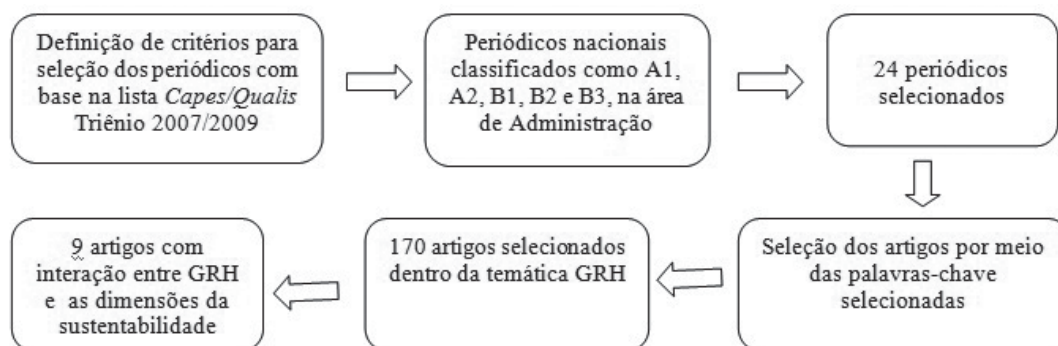 Definição de critérios para
seleção dos periódicos com
base na lista Capes/Qualis
Triênio 2007/2009
Periódicos nacionais
classificados como A1,
A2, B1, B2 e B3, na área
de Administração
24 periódicos
selecionados
Seleção dos artigos por meio
das palavras-chave
selecionadas
170 artigos selecionados
dentro da temática GRH
9 artigos com
interação entre GRH
e as dimensões da
sustentabilidade